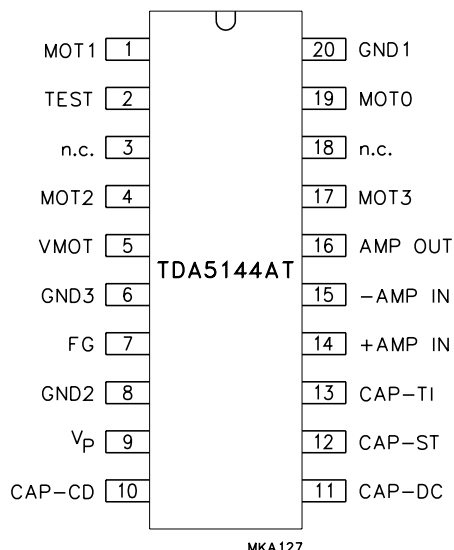 MOT1 1 20 GND1
TEST 2 19 MOT0
n.c. 3 18 n.c.
MOT2 4 17 MOT3
VMOT 5 16 AMP OUT
TDA5144AT
GND3 6 15 -AMP IN
FG 7 14 +AMP IN
GND2 8 13 CAP-TI
VP 9 12 CAP-ST
CAP-CD 10 11 CAP-DC
MKA127